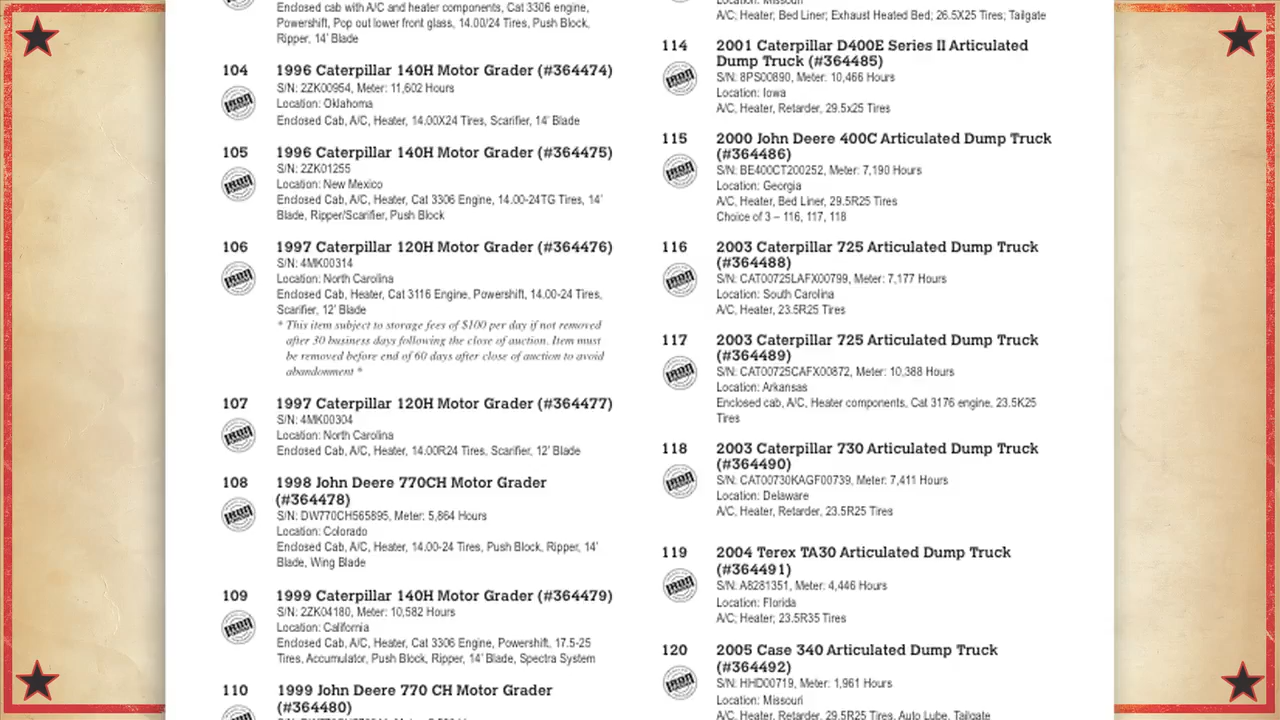 Enclosed cab with A/C and heater components, Cat 3306 engine,
Powershift, Pop out lower front glass, 14.00/24 Tires, Push Block,
Ripper, 14' Blade
104 1996 Caterpillar 140H Motor Grader (#364474)
S/N: 2ZK00954, Meter: 11,602 Hours
Location: Oklahoma
Enclosed Cab, A/C, Heater, 14.00X24 Tires, Scarifier, 14' Blade
105 1996 Caterpillar 140H Motor Grader (#364475)
S/N: 2ZK01255
Location: New Mexico
Enclosed Cab, A/C, Heater, Cat 3306 Engine, 14.00-24TG Tires, 14'
Blade, Ripper/Scarifier, Push Block
106 1997 Caterpillar 120H Motor Grader (#364476)
S/N: 4MK00314
Location: North Carolina
Enclosed Cab, Heater, Cat 3116 Engine, Powershift, 14.00-24 Tires,
Scarifier, 12' Blade
* This item subject to storage fees of $100 per day if not removed
after 30 business days following the close of auction. Item must
be removed before end of 60 days after close of auction to avoid
abandonment *
107 1997 Caterpillar 120H Motor Grader (#364477)
S/N: 4MK00304
Location: North Carolina
Enclosed Cab, A/C, Heater, 14.00R24 Tires, Scarifier, 12' Blade
108 1998 John Deere 770CH Motor Grader
(#364478)
S/N: DW770CH565895, Meter: 5,864 Hours
Location: Colorado
Enclosed Cab, A/C, Heater, 14.00-24 Tires, Push Block, Ripper, 14'
Blade, Wing Blade
109 1999 Caterpillar 140H Motor Grader (#364479)
S/N: 2ZK04180, Meter: 10,582 Hours
Location: California
Enclosed Cab, A/C, Heater, Cat 3306 Engine, Powershift, 17.5-25
Tires, Accumulator, Push Block, Ripper, 14' Blade, Spectra System
110 1999 John Deere 770 CH Motor Grader
(#364480)
Location: Missouri
A/C, Heater, Bed Liner; Exhaust Heated Bed; 26.5X25 Tires; Tailgate
114 2001 Caterpillar D400E Series II Articulated
Dump Truck (#364485)
S/N: 8PS00890, Meter: 10,466 Hours
Location: Iowa
A/C, Heater, Retarder, 29.5x25 Tires
115 2000 John Deere 400C Articulated Dump Truck
(#364486)
S/N: BE400CT200252, Meter: 7,190 Hours
Location: Georgia
A/C, Heater, Bed Liner, 29.5R25 Tires
Choice of 3 – 116, 117, 118
116 2003 Caterpillar 725 Articulated Dump Truck
(#364488)
S/N: CAT00725LAFX00799, Meter: 7,177 Hours
Location: South Carolina
A/C, Heater, 23.5R25 Tires
117 2003 Caterpillar 725 Articulated Dump Truck
(#364489)
S/N: CAT00725CAFX00872, Meter: 10,388 Hours
Location: Arkansas
Enclosed cab, A/C, Heater components, Cat 3176 engine, 23.5K25
Tires
118 2003 Caterpillar 730 Articulated Dump Truck
(#364490)
S/N: CAT00730KAGF00739, Meter: 7,411 Hours
Location: Delaware
A/C, Heater, Retarder, 23.5R25 Tires
119 2004 Terex TA30 Articulated Dump Truck
(#364491)
S/N: A8281351, Meter: 4,446 Hours
Location: Florida
A/C; Heater; 23.5R35 Tires
120 2005 Case 340 Articulated Dump Truck
(#364492)
S/N: HHD00719, Meter: 1,961 Hours
Location: Missouri
A/C, Heater, Retarder, 29.5R25 Tires, Auto Lube, Tailgate